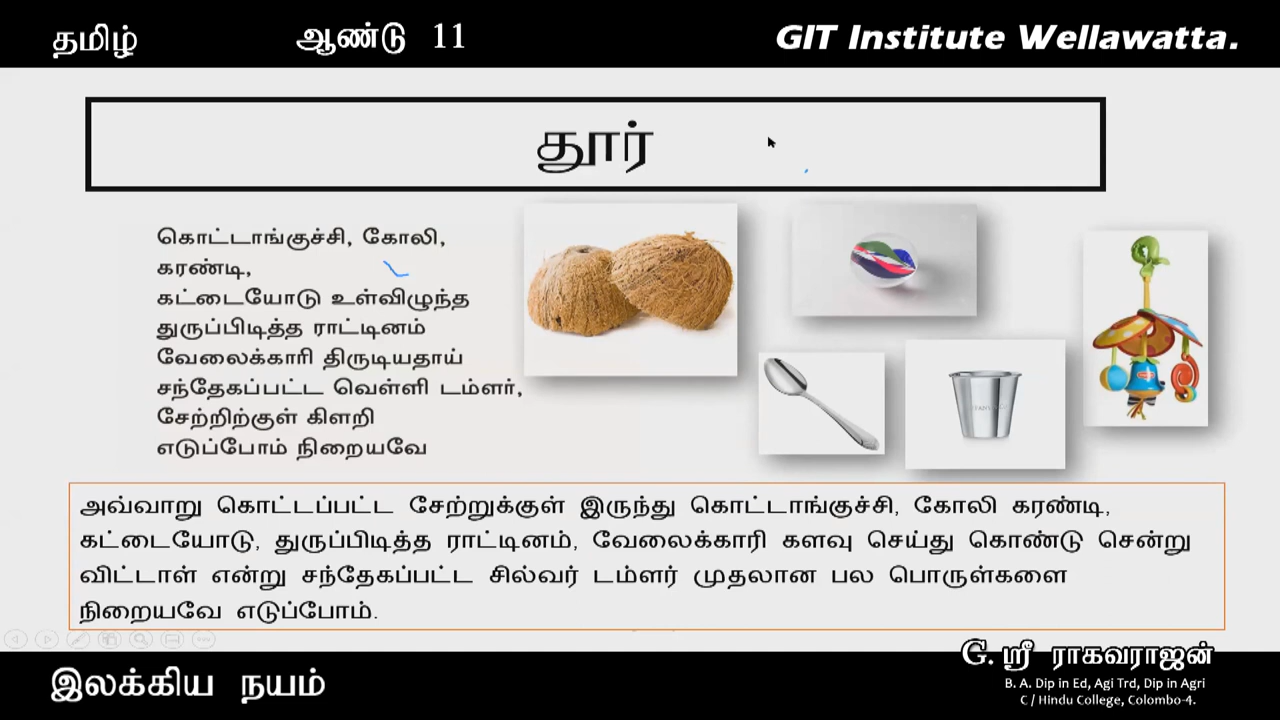 தமிழ் ஆண்டு 11 GIT Institute Wellawatta.
தூர்
கொட்டாங்குச்சி, கோலி,
கரண்டி,
கட்டையோடு உள்விழுந்த
துருப்பிடித்த ராட்டினம்
வேலைக்காரி திருடியதாய்
சந்தேகப்பட்ட வெள்ளி டம்ளர்,
சேற்றிற்குள் கிளறி
எடுப்போம் நிறையவே
அவ்வாறு கொட்டப்பட்ட சேற்றுக்குள் இருந்து கொட்டாங்குச்சி, கோலி கரண்டி,
கட்டையோடு, துருப்பிடித்த ராட்டினம், வேலைக்காரி களவு செய்து கொண்டு சென்று
விட்டாள் என்று சந்தேகப்பட்ட சில்வர் டம்ளர் முதலான பல பொருள்களை
நிறையவே எடுப்போம்.
இலக்கிய நயம்
G. ஸ்ரீ ராகவராஜன்
B. A. Dip in Ed, Agi Trd, Dip in Agri
C / Hindu College, Colombo-4.